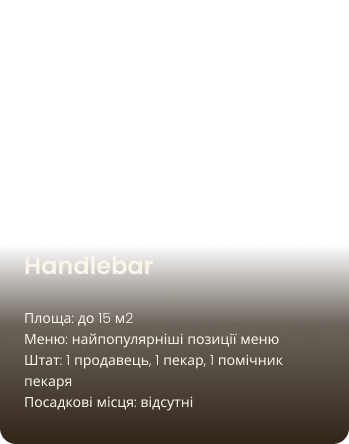 Handlebar
Площа: до 15 м2
Меню: найпопулярніші позиції меню
Штат: 1 продавець, 1 пекар, 1 помічник
пекаря
Посадкові місця: відсутні